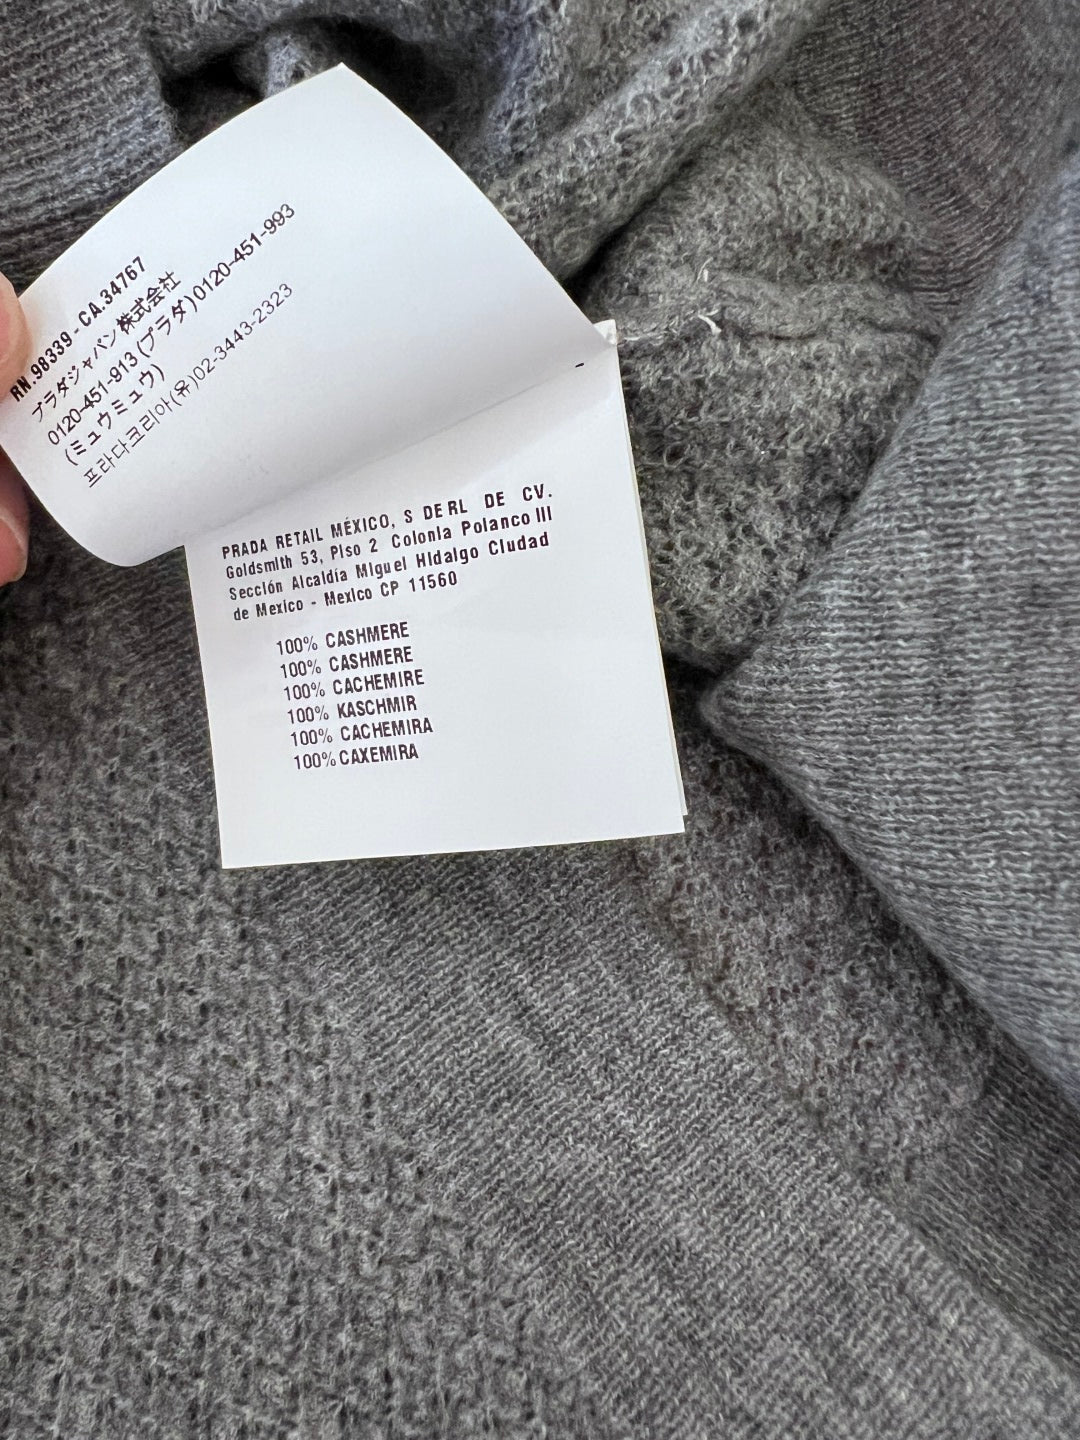 RN.98339 - CA.34767
プラダジャパン株式会社
0120-451-913(プラダ)0120-451-993
(ミュウミュウ)
프라다코리아(유)02-3443-2323
PRADA RETAIL MÉXICO, S DE RL DE CV.
Goldsmith 53, Piso 2 Colonia Polanco III
Sección Alcaldía Miguel Hidalgo Ciudad
de Mexico - Mexico CP 11560
100% CASHMERE
100% CASHMERE
100% CACHEMIRE
100% KASCHMIR
100% CACHEMIRA
100% CAXEMIRA